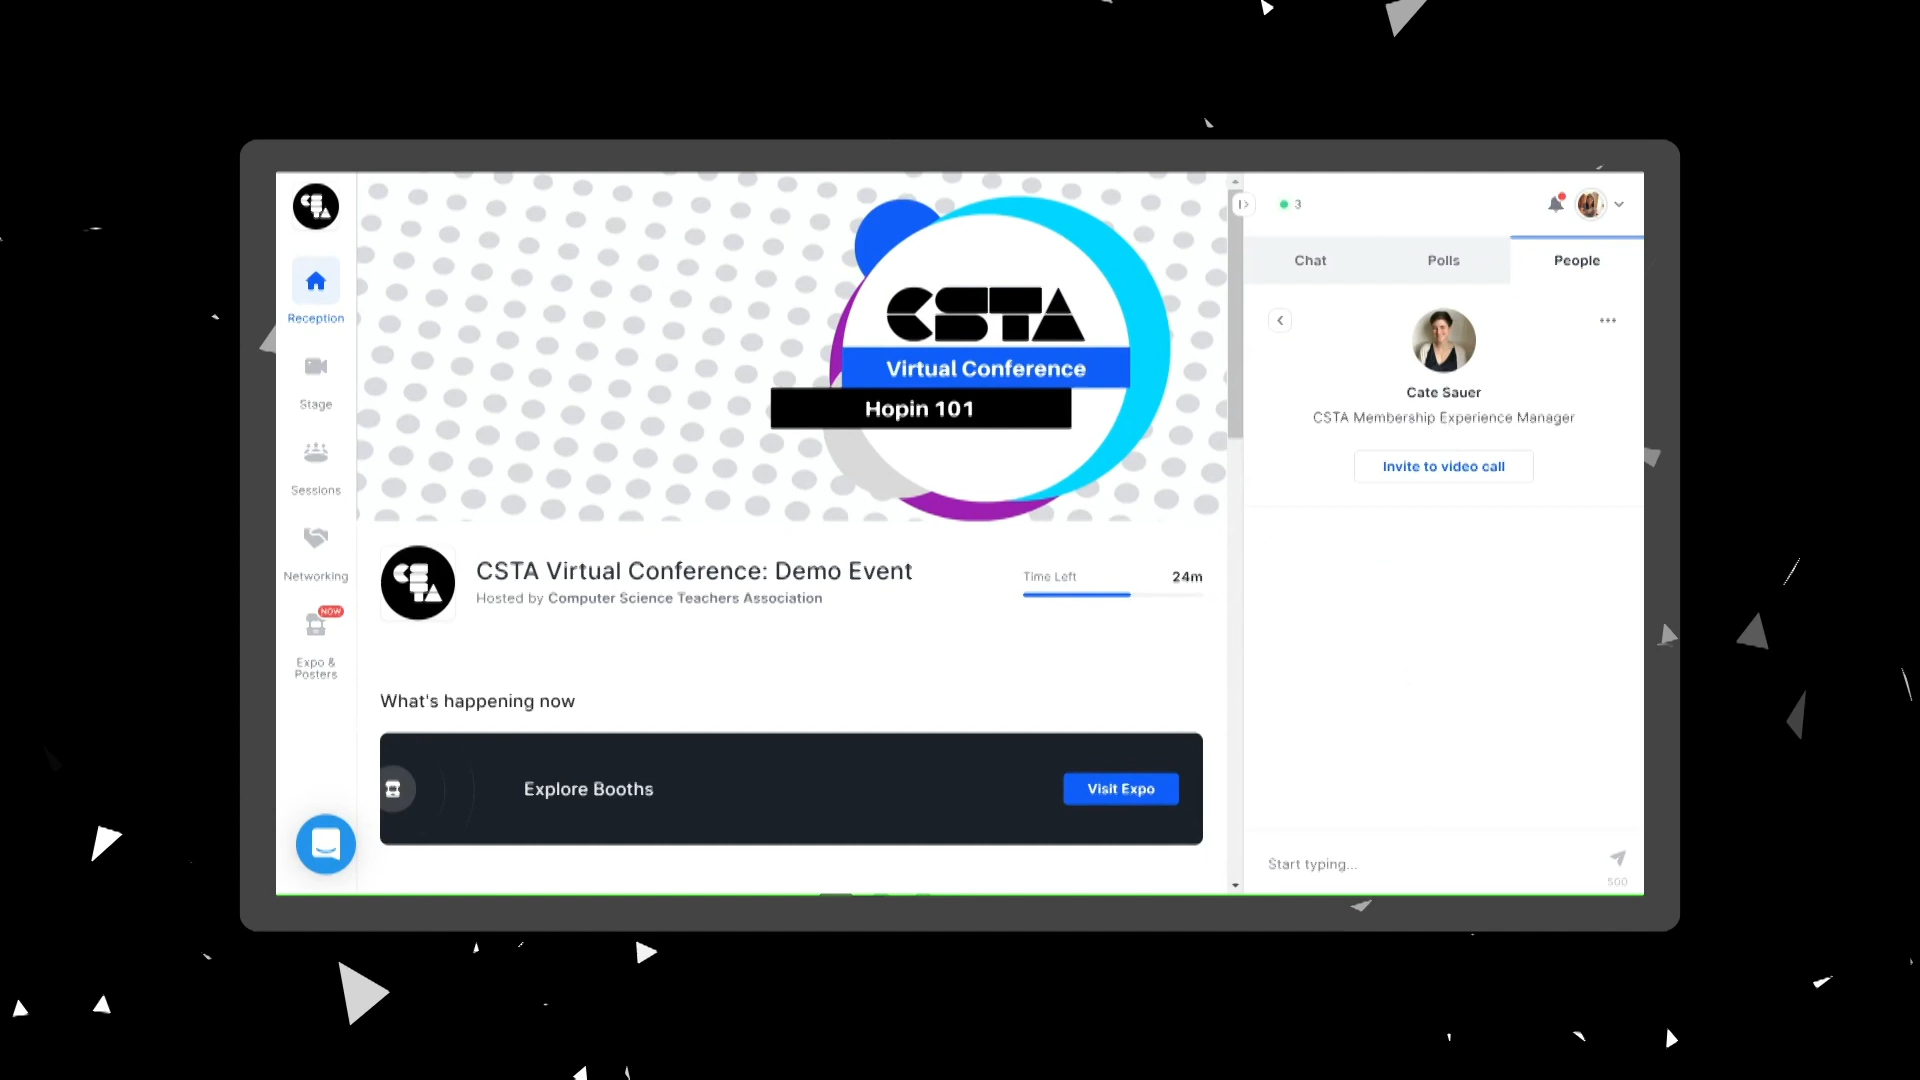 Reception
Stage
Sessions
Networking
NOW
Expo &
Posters
CSTA
Virtual Conference
Hopin 101
CSTA
CSTA Virtual Conference: Demo Event
Hosted by Computer Science Teachers Association
Time Left 24m
What's happening now
Explore Booths
Visit Expo
3
Chat Polls People
Cate Sauer
CSTA Membership Experience Manager
Invite to video call
Start typing...
500